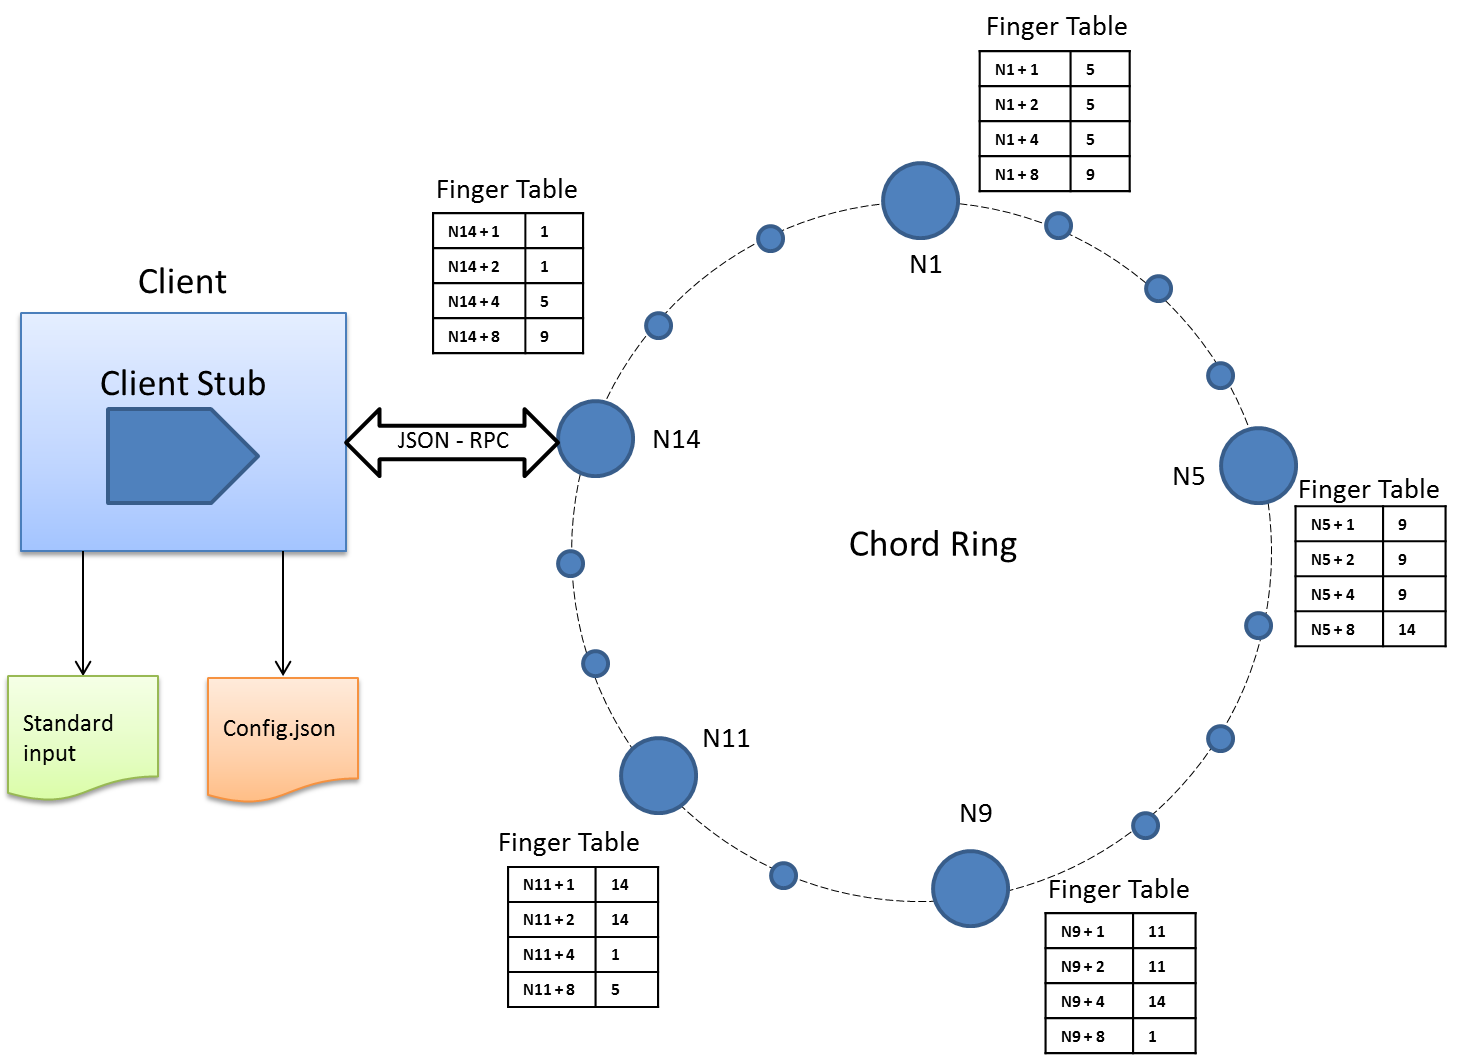 Finger Table
N1 + 1 5
N1 + 2 5
N1 + 4 5
N1 + 8 9
Finger Table
N14 + 1 1
N14 + 2 1
N14 + 4 5
N14 + 8 9
Client
Client Stub
JSON - RPC
N1
N14
N5
Finger Table
N5 + 1 9
N5 + 2 9
N5 + 4 9
N5 + 8 14
Chord Ring
Standard
input
Config.json
N11
N9
Finger Table
N11 + 1 14
N11 + 2 14
N11 + 4 1
N11 + 8 5
Finger Table
N9 + 1 11
N9 + 2 11
N9 + 4 14
N9 + 8 1